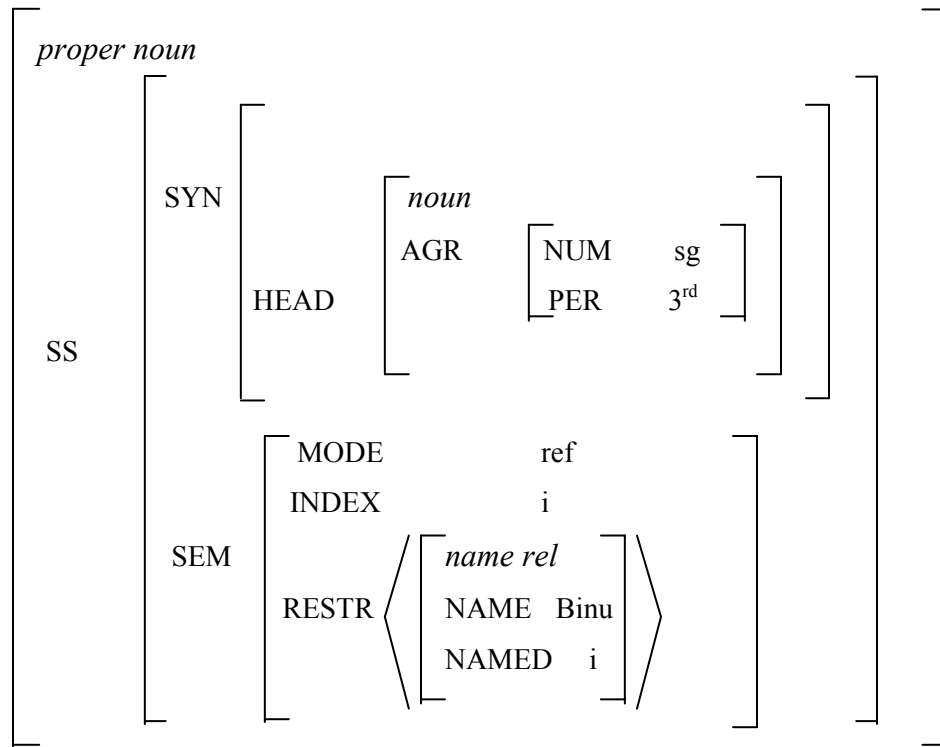 proper noun
SYN noun
AGR NUM sg
HEAD PER 3rd
SS
MODE ref
INDEX i
SEM name rel
RESTR NAME Binu
NAMED i